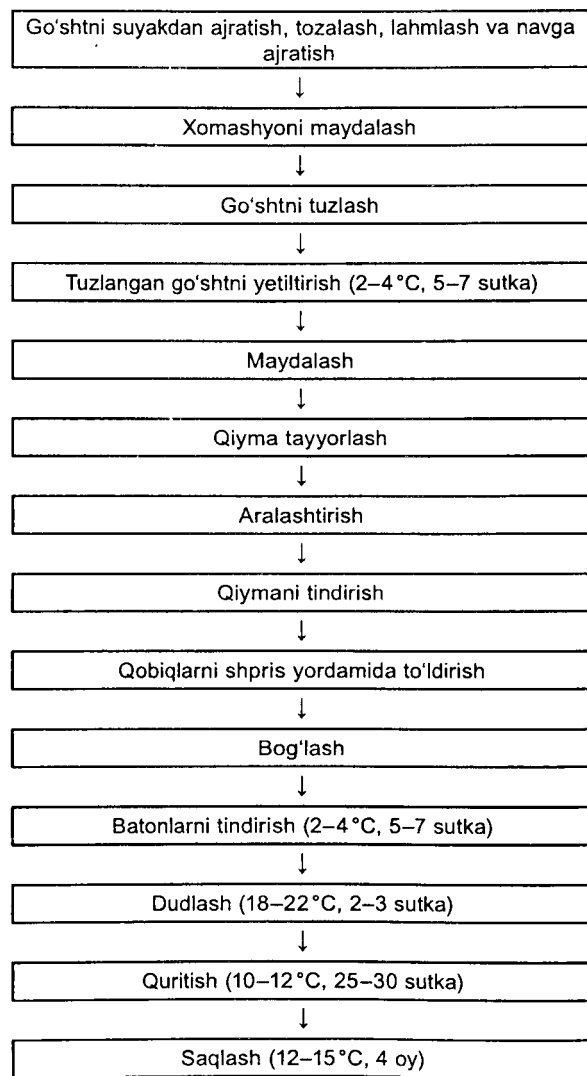 Go‘shtni suyakdan ajratish, tozalash, lahmlash va navga
ajratish
↓
Xomashyoni maydalash
↓
Go‘shtni tuzlash
↓
Tuzlangan go‘shtni yetiltirish (2–4°C, 5–7 sutka)
↓
Maydalash
↓
Qiyma tayyorlash
↓
Aralashtirish
↓
Qiymani tindirish
↓
Qobiqlarni shpris yordamida to‘ldirish
↓
Bog‘lash
↓
Batonlarni tindirish (2–4°C, 5–7 sutka)
↓
Dudlash (18–22°C, 2–3 sutka)
↓
Quritish (10–12°C, 25–30 sutka)
↓
Saqlash (12–15°C, 4 oy)